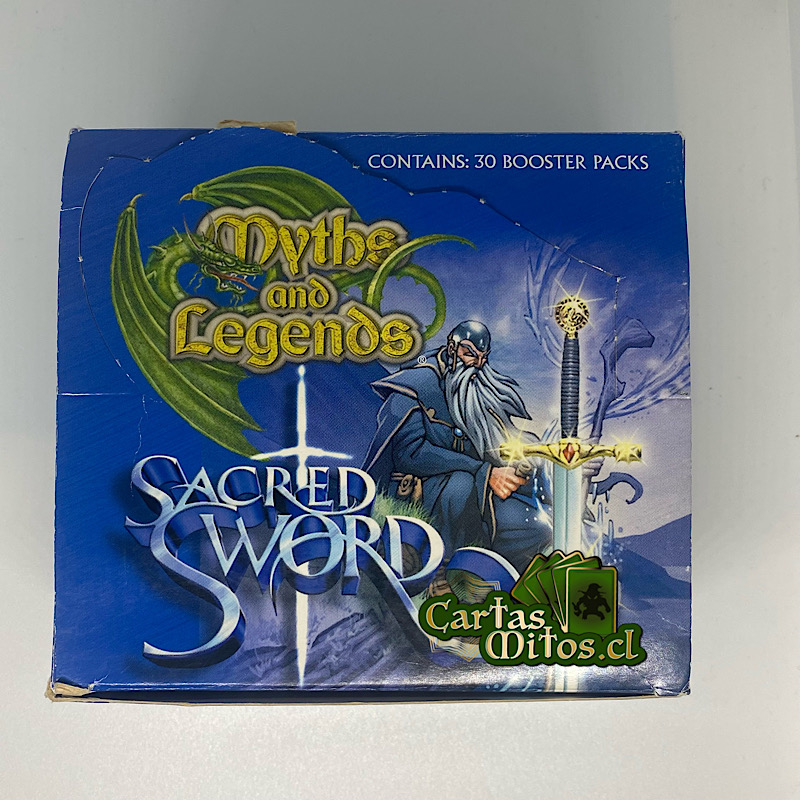 CONTAINS: 30 BOOSTER PACKS
Myths
and
Legends®
SACRED
SWORD
Cartas
Mitos.cl